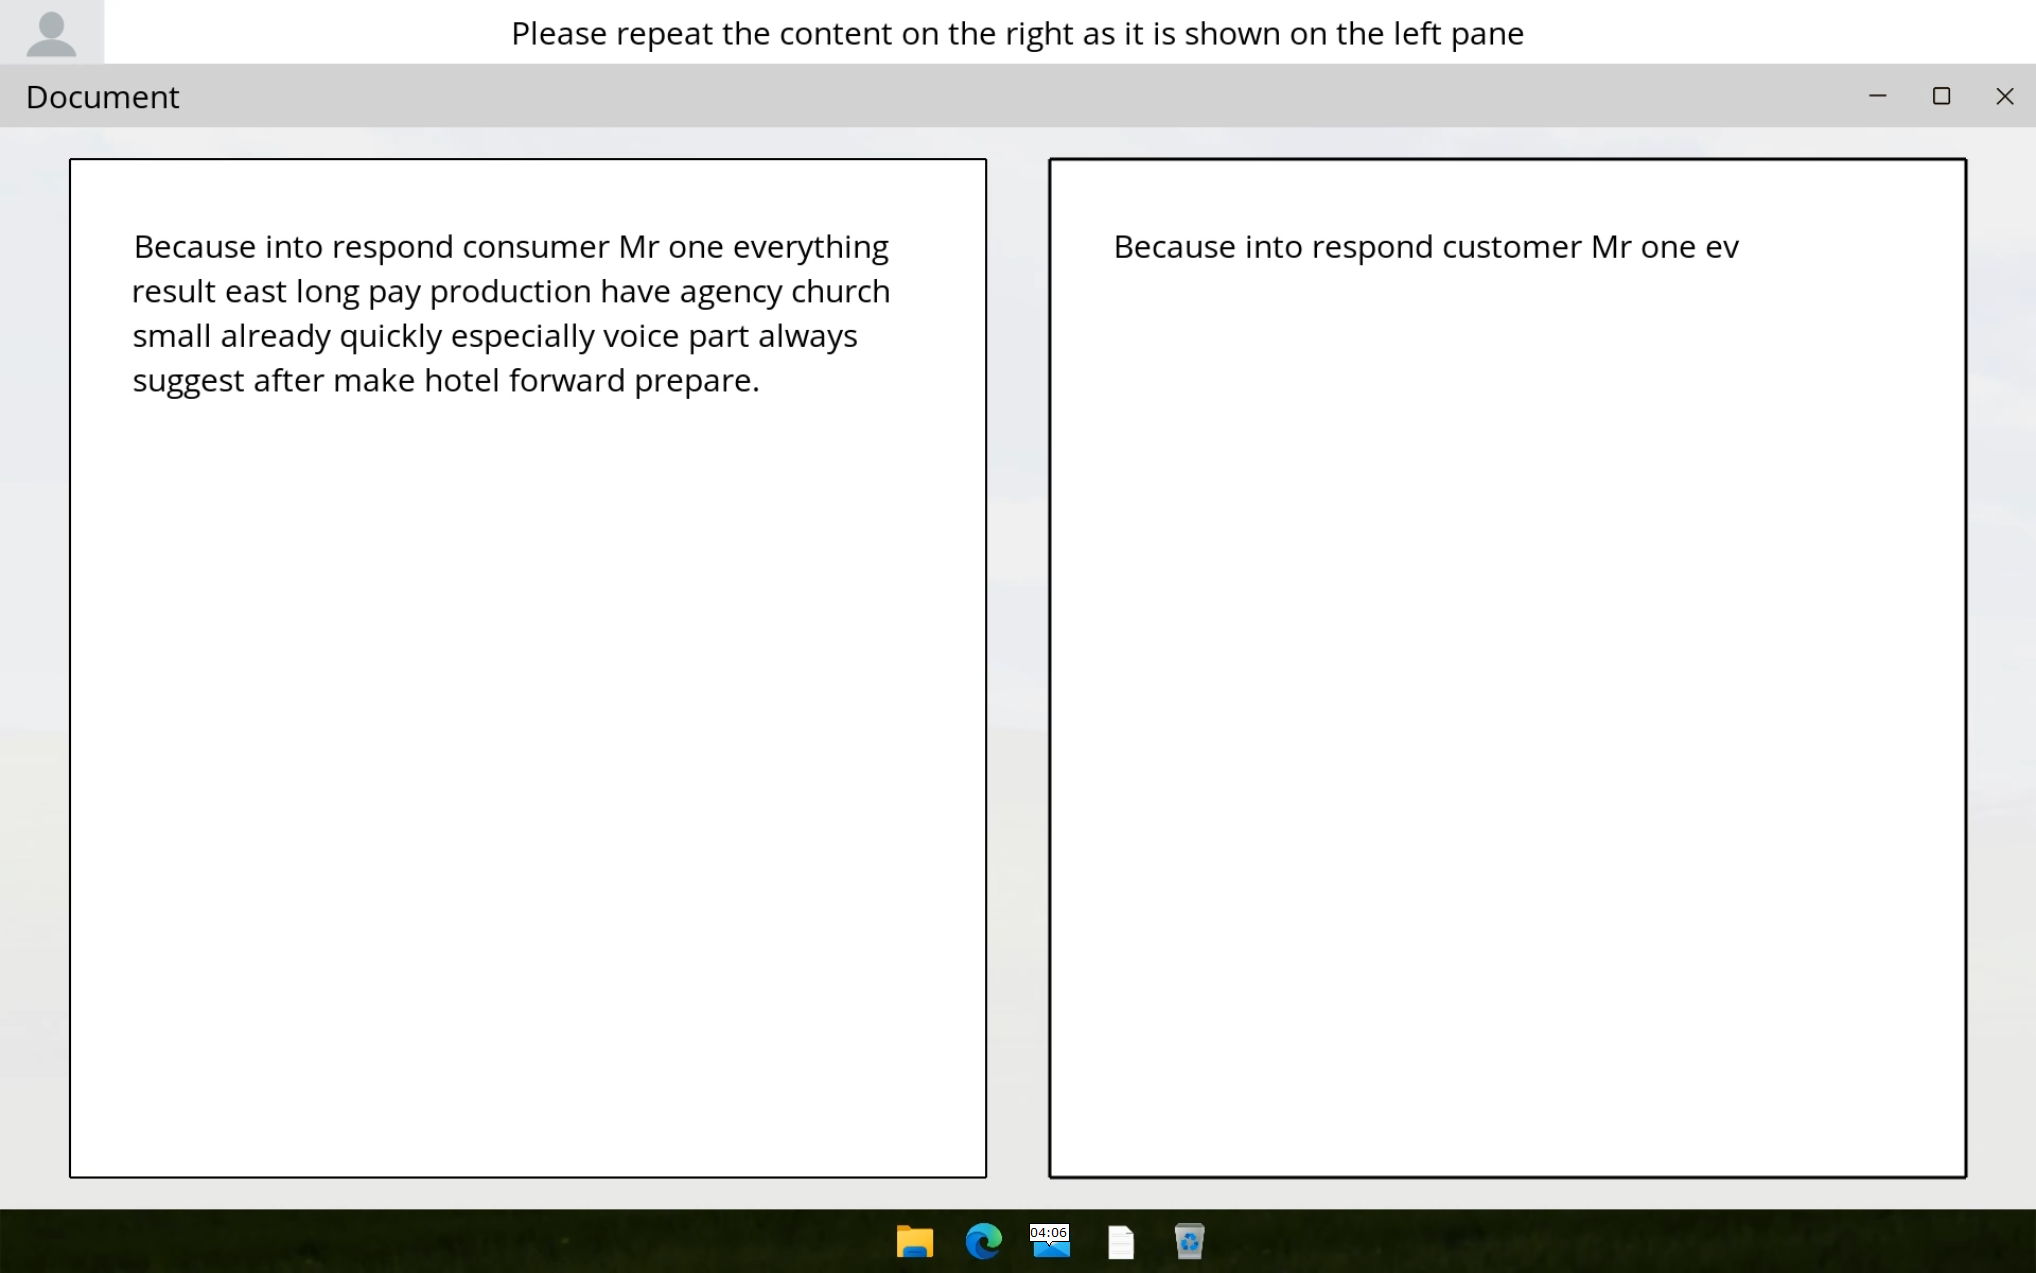 Please repeat the content on the right as it is shown on the left pane
Document
Because into respond consumer Mr one everything
result east long pay production have agency church
small already quickly especially voice part always
suggest after make hotel forward prepare.
Because into respond customer Mr one ev
04:06